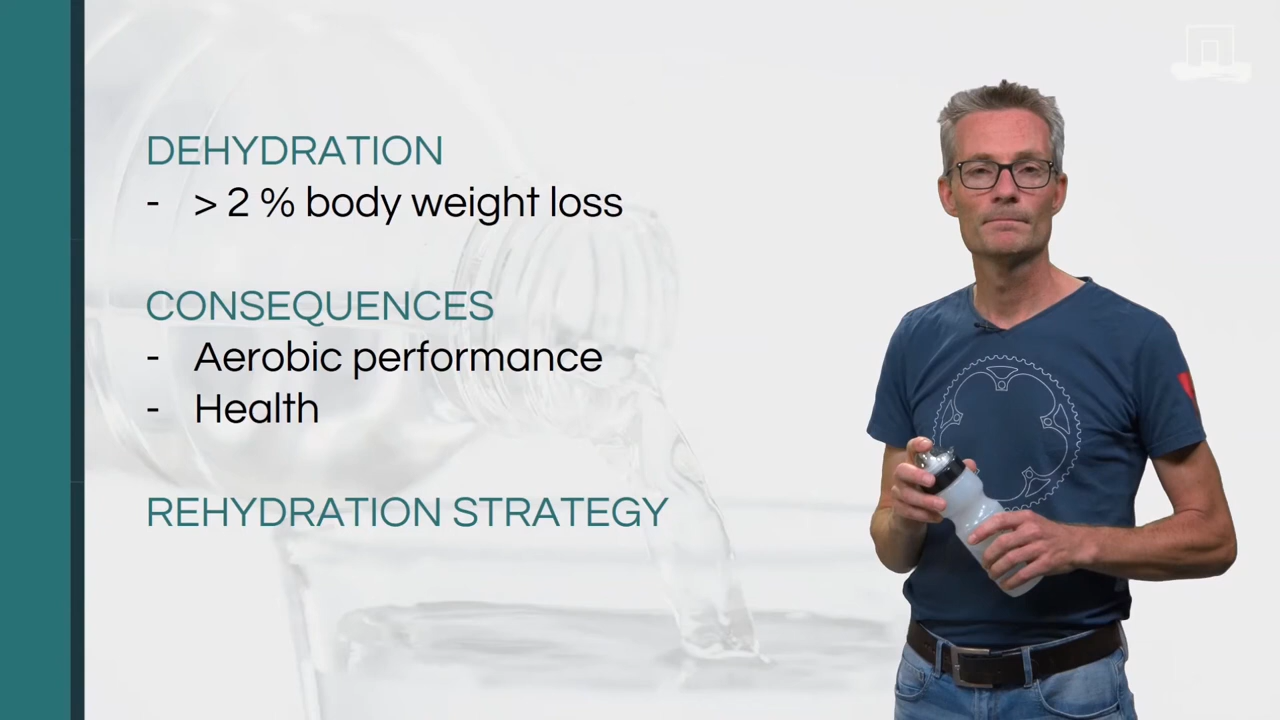 DEHYDRATION
- > 2 % body weight loss
CONSEQUENCES
- Aerobic performance
- Health
REHYDRATION STRATEGY